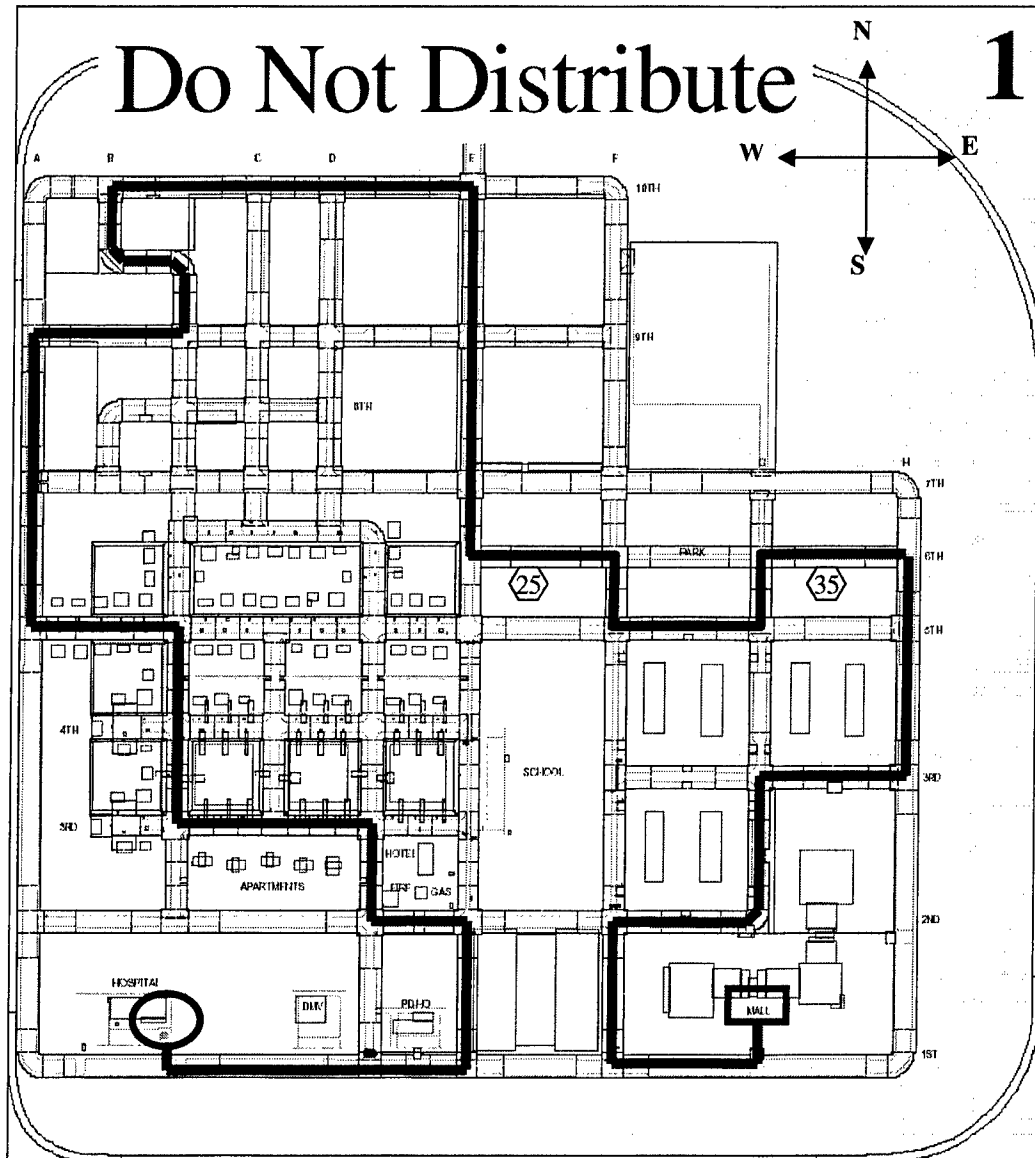 N
1
Do Not Distribute
W
E
S
A
B
C
D
E
F
10TH
9TH
8TH
G
H
7TH
PARK
6TH
25
35
5TH
4TH
3RD
SCHOOL
3RD
HOTEL
FIRE
GAS
APARTMENTS
2ND
HOSPITAL
DMV
PD HQ
MALL
1ST